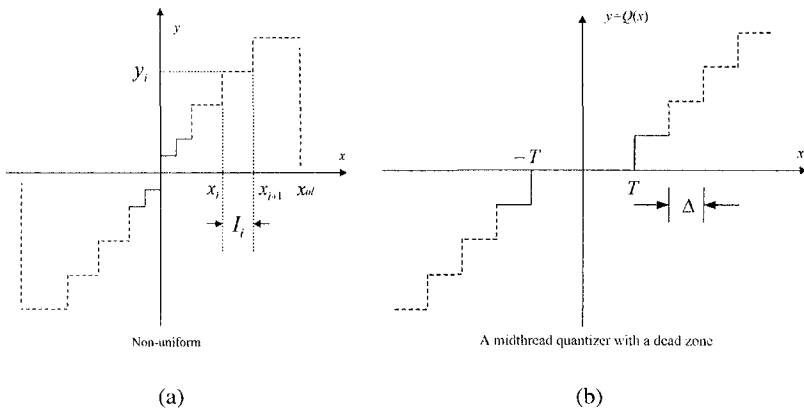 y
y_i
x
x_i
x_{i+1}
x_{ol}
I_i
Non-uniform
(a)
y=Q(x)
x
−T
T
Δ
A midthread quantizer with a dead zone
(b)